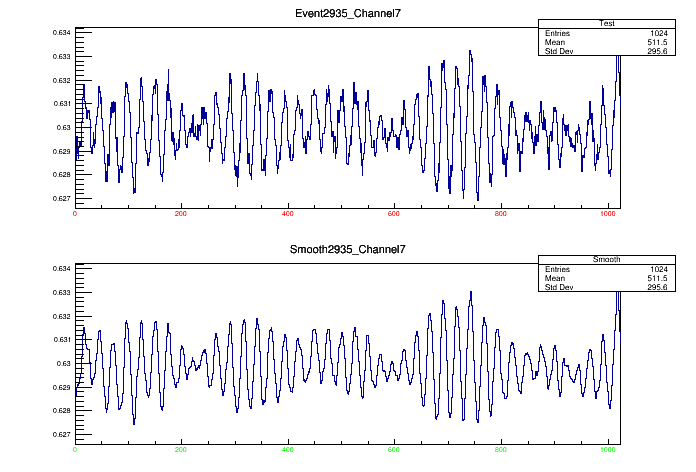 Event2935_Channel7
Test
Entries 1024
Mean 511.5
Std Dev 295.6
0.634
0.633
0.632
0.631
0.63
0.629
0.628
0.627
0 200 400 600 800 1000
Smooth2935_Channel7
Smooth
Entries 1024
Mean 511.5
Std Dev 295.6
0.634
0.633
0.632
0.631
0.63
0.629
0.628
0.627
0 200 400 600 800 1000